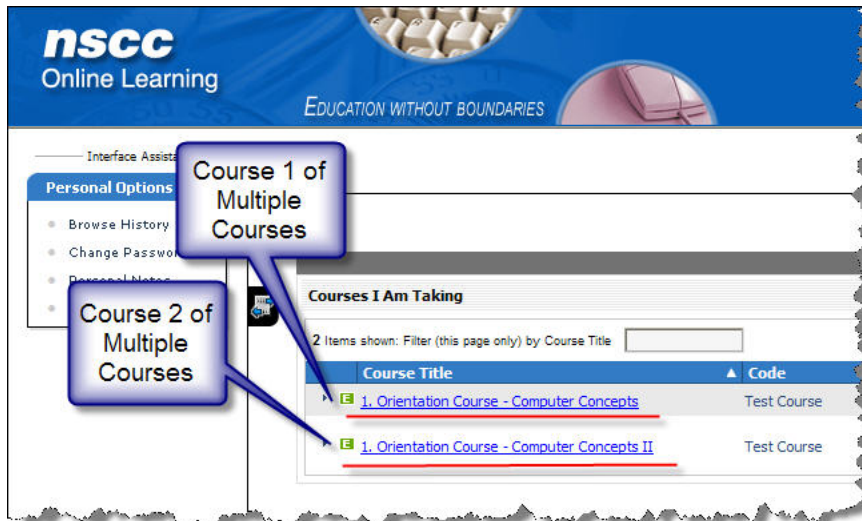 nscc
Online Learning
EDUCATION WITHOUT BOUNDARIES
Interface
Personal Options
Browse History
Change
Course 1 of
Multiple
Courses
Course 2 of
Multiple
Courses
Courses I Am Taking
2 Items shown: Filter (this page only) by Course Title
Course Title
Code
E 1. Orientation Course - Computer Concepts Test Course
E 1. Orientation Course - Computer Concepts II Test Course